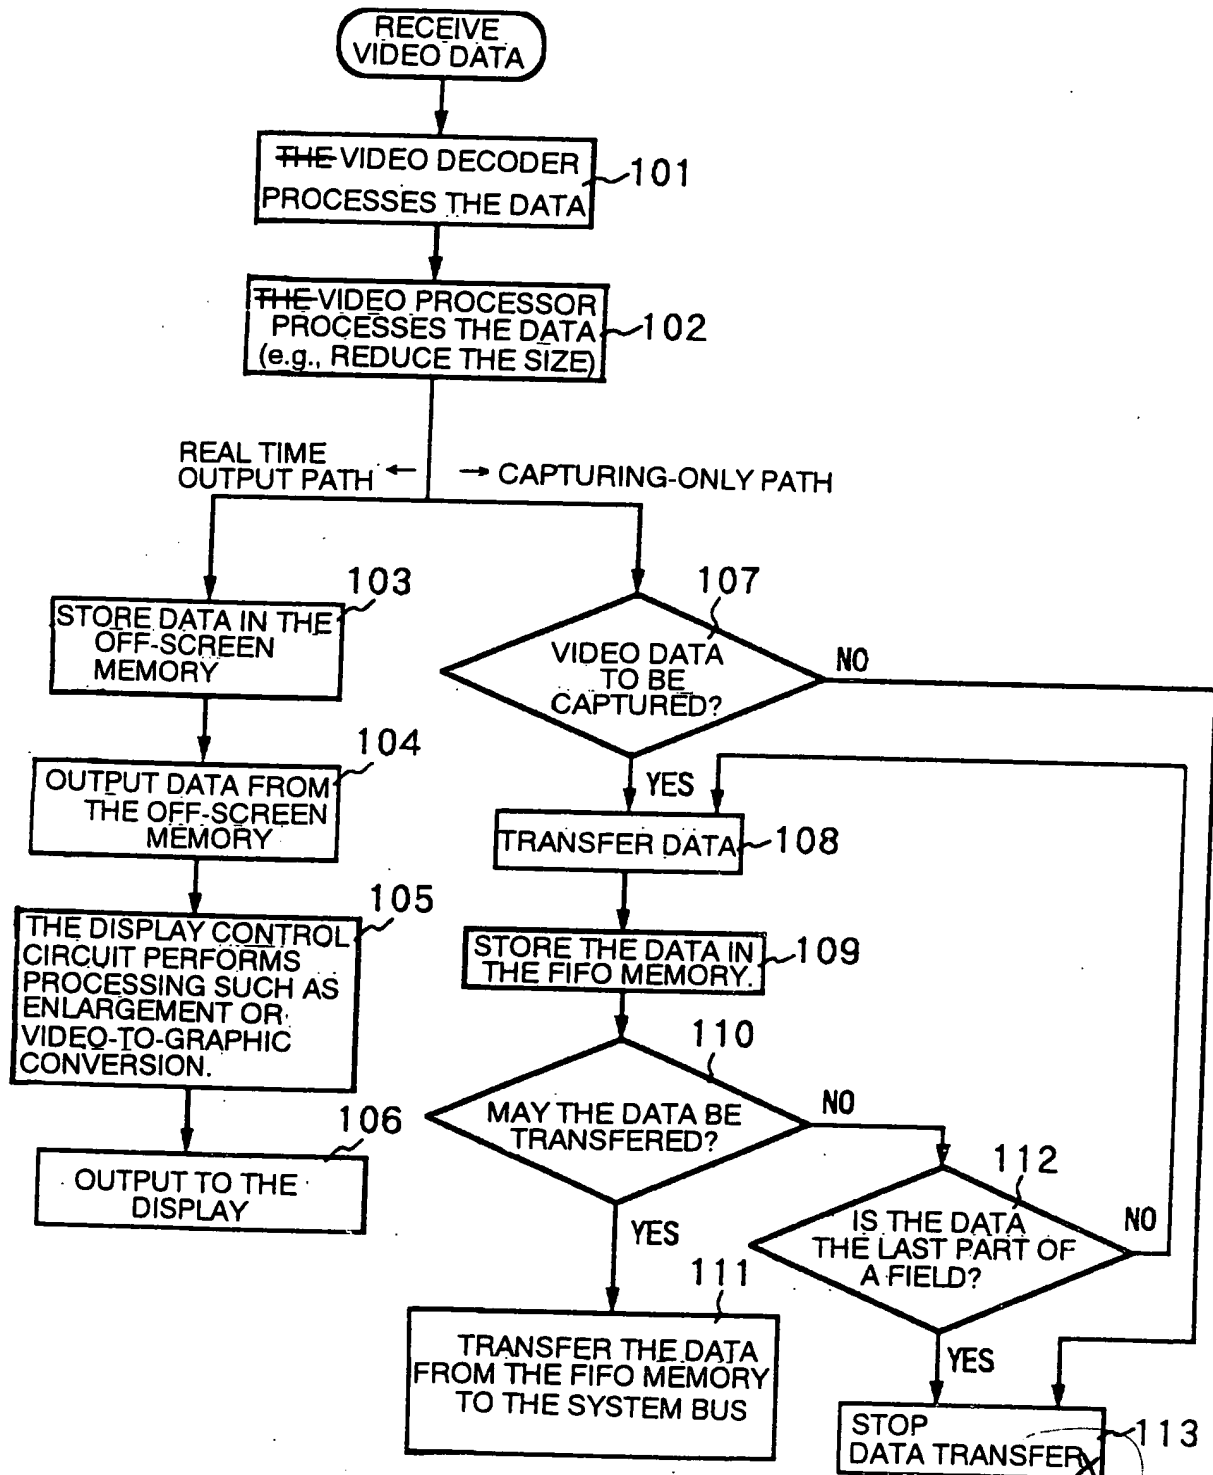 RECEIVE
VIDEO DATA
THE VIDEO DECODER
PROCESSES THE DATA
101
THE VIDEO PROCESSOR
PROCESSES THE DATA
(e.g., REDUCE THE SIZE)
102
REAL TIME
OUTPUT PATH ←
→ CAPTURING-ONLY PATH
103
STORE DATA IN THE
OFF-SCREEN
MEMORY
104
OUTPUT DATA FROM
THE OFF-SCREEN
MEMORY
105
THE DISPLAY CONTROL
CIRCUIT PERFORMS
PROCESSING SUCH AS
ENLARGEMENT OR
VIDEO-TO-GRAPHIC
CONVERSION.
106
OUTPUT TO THE
DISPLAY
107
VIDEO DATA
TO BE
CAPTURED?
NO
YES
TRANSFER DATA
108
STORE THE DATA IN
THE FIFO MEMORY.
109
110
MAY THE DATA BE
TRANSFERED?
NO
YES
111
TRANSFER THE DATA
FROM THE FIFO MEMORY
TO THE SYSTEM BUS
112
IS THE DATA
THE LAST PART OF
A FIELD?
NO
YES
STOP
DATA TRANSFER
113